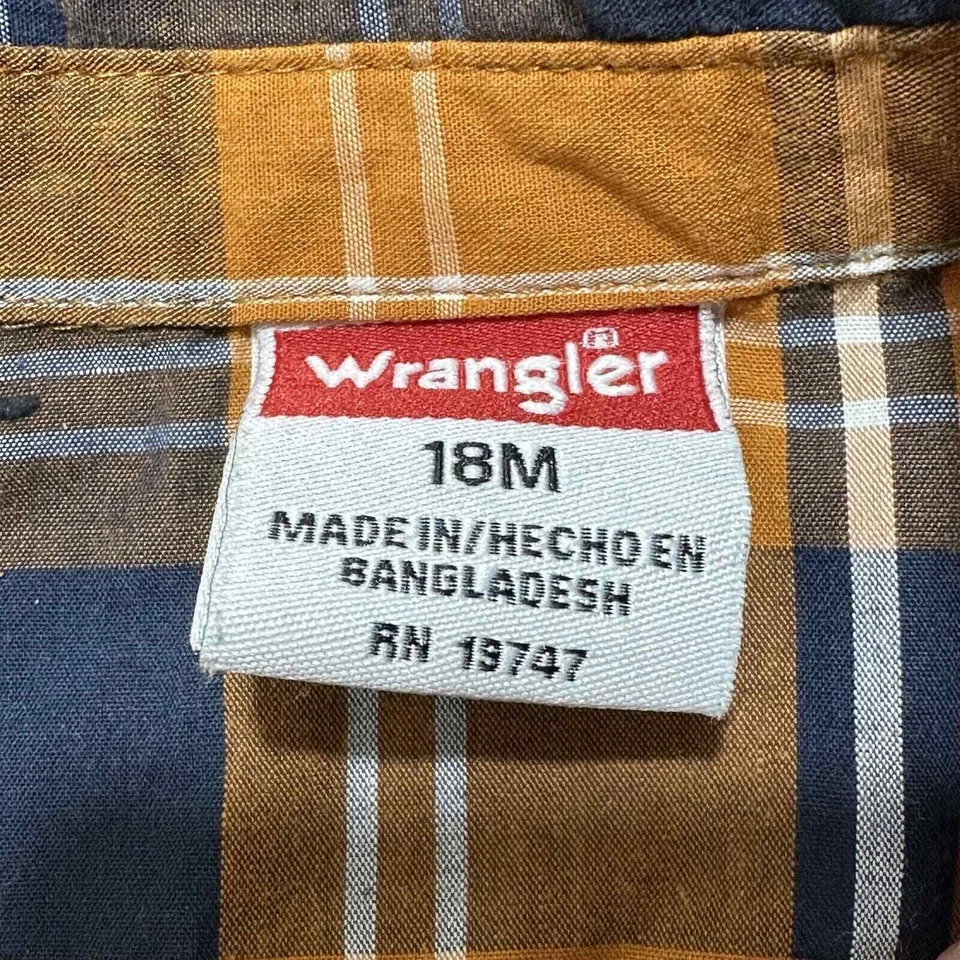 Wrangler
18M
MADE IN/HECHO EN
BANGLADESH
RN 19747